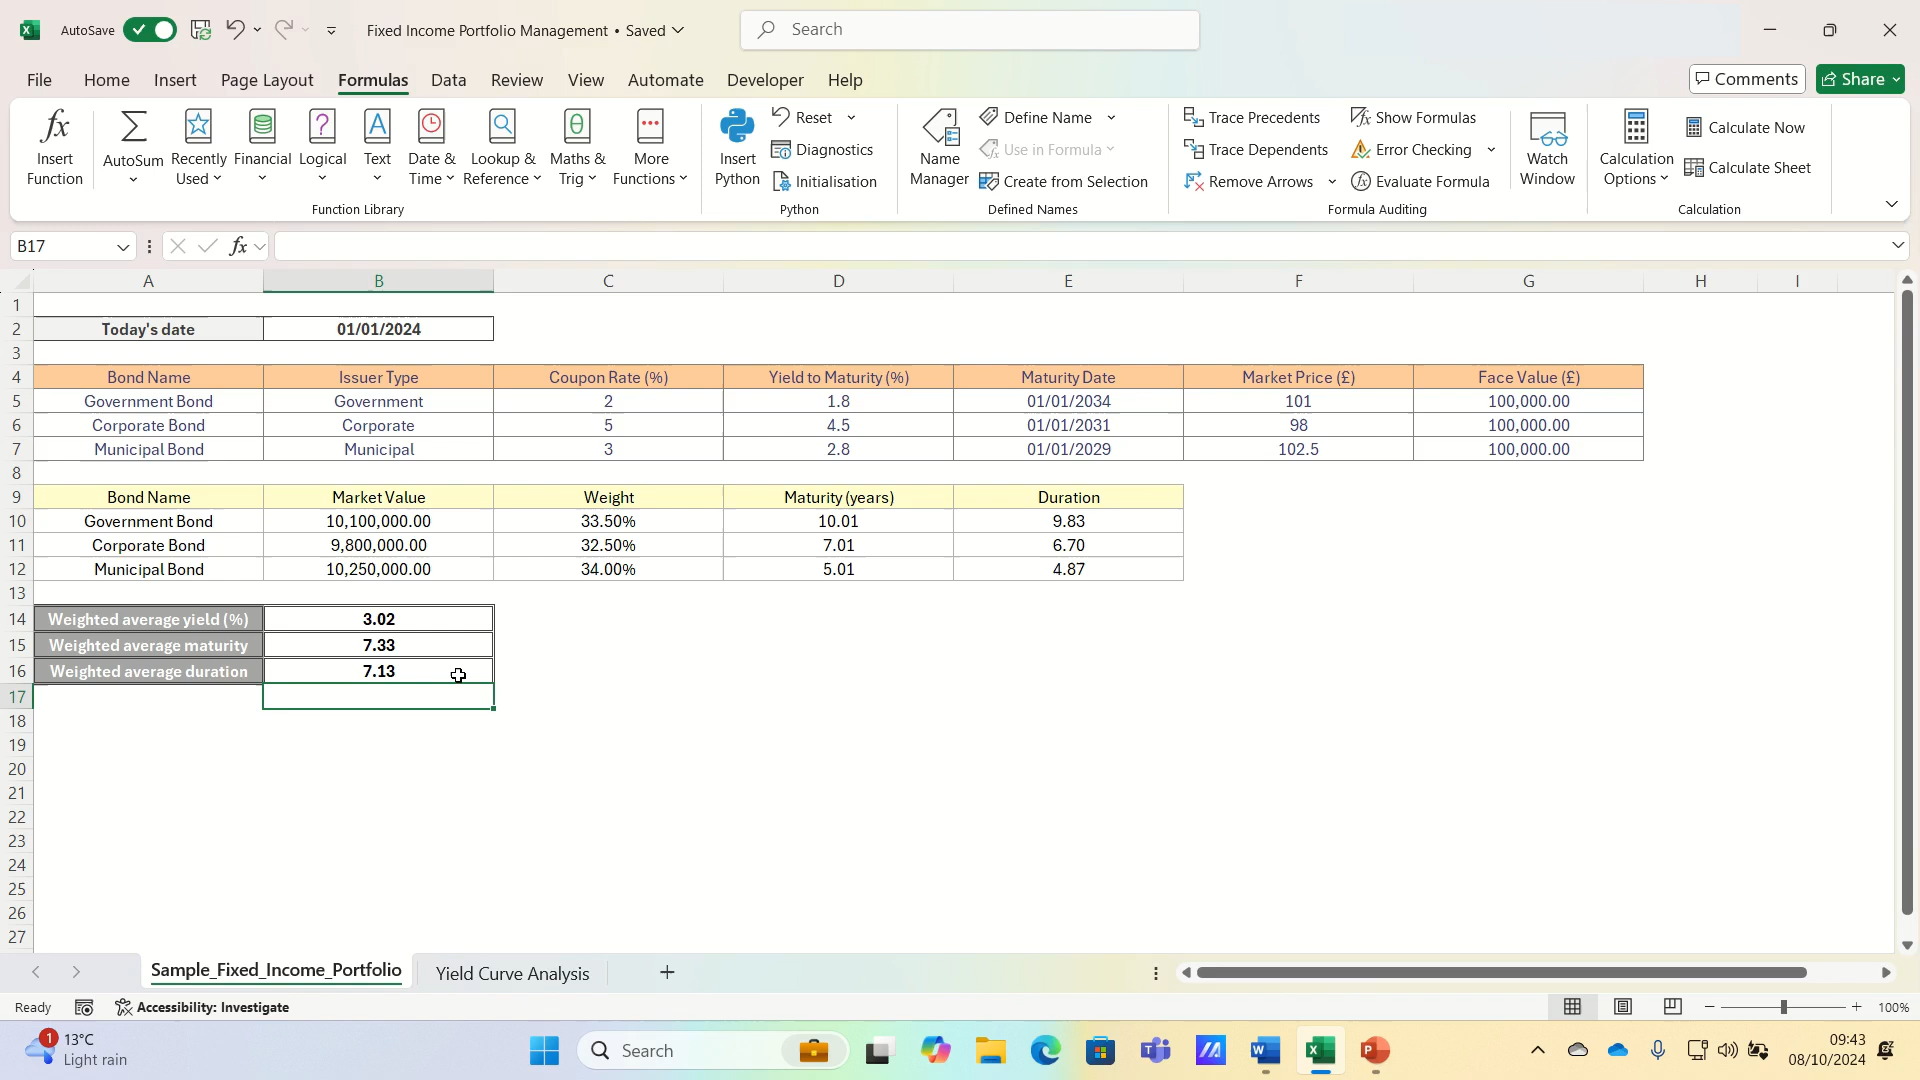 AutoSave
Fixed Income Portfolio Management • Saved
Search
File Home Insert Page Layout Formulas Data Review View Automate Developer Help
Comments Share
Insert Function
AutoSum
Recently Used
Financial
Logical
Text
Date & Time
Lookup & Reference
Maths & Trig
More Functions
Function Library
Insert Python
Reset
Diagnostics
Initialisation
Python
Name Manager
Define Name
Use in Formula
Create from Selection
Defined Names
Trace Precedents
Trace Dependents
Remove Arrows
Show Formulas
Error Checking
Evaluate Formula
Formula Auditing
Watch Window
Calculation Options
Calculate Now
Calculate Sheet
Calculation
B17 fx
A B C D E F G H I
1
2 Today's date 01/01/2024
3
4 Bond Name Issuer Type Coupon Rate (%) Yield to Maturity (%) Maturity Date Market Price (£) Face Value (£)
5 Government Bond Government 2 1.8 01/01/2034 101 100,000.00
6 Corporate Bond Corporate 5 4.5 01/01/2031 98 100,000.00
7 Municipal Bond Municipal 3 2.8 01/01/2029 102.5 100,000.00
8
9 Bond Name Market Value Weight Maturity (years) Duration
10 Government Bond 10,100,000.00 33.50% 10.01 9.83
11 Corporate Bond 9,800,000.00 32.50% 7.01 6.70
12 Municipal Bond 10,250,000.00 34.00% 5.01 4.87
13
14 Weighted average yield (%) 3.02
15 Weighted average maturity 7.33
16 Weighted average duration 7.13
17
18
19
20
21
22
23
24
25
26
27
Sample_Fixed_Income_Portfolio Yield Curve Analysis
Ready Accessibility: Investigate 100%
1 13°C
Light rain
Search
09:43
08/10/2024